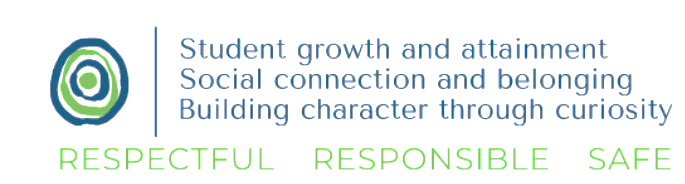 Student growth and attainment
Social connection and belonging
Building character through curiosity
RESPECTFUL RESPONSIBLE SAFE